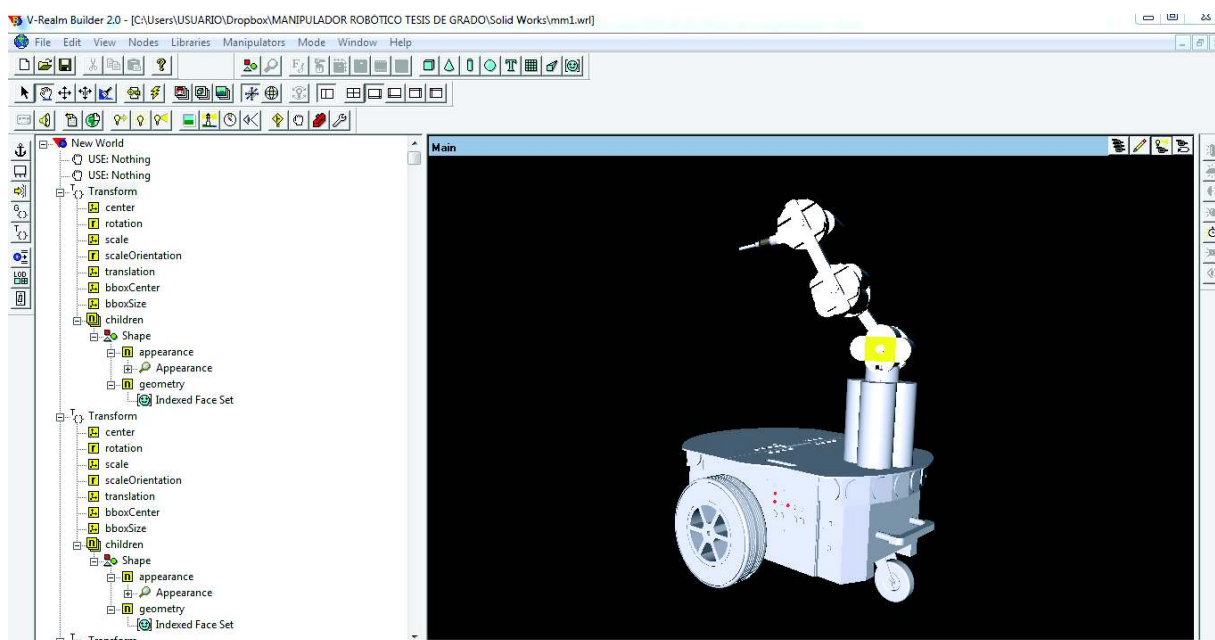 V-Realm Builder 2.0 - [C:\Users\USUARIO\Dropbox\MANIPULADOR ROBÓTICO TESIS DE GRADO\Solid Works\mm1.wrl]
File Edit View Nodes Libraries Manipulators Mode Window Help
New World
USE: Nothing
USE: Nothing
Transform
center
rotation
scale
scaleOrientation
translation
bboxCenter
bboxSize
children
Shape
appearance
Appearance
geometry
Indexed Face Set
Transform
center
rotation
scale
scaleOrientation
translation
bboxCenter
bboxSize
children
Shape
appearance
Appearance
geometry
Indexed Face Set
Transform
Main